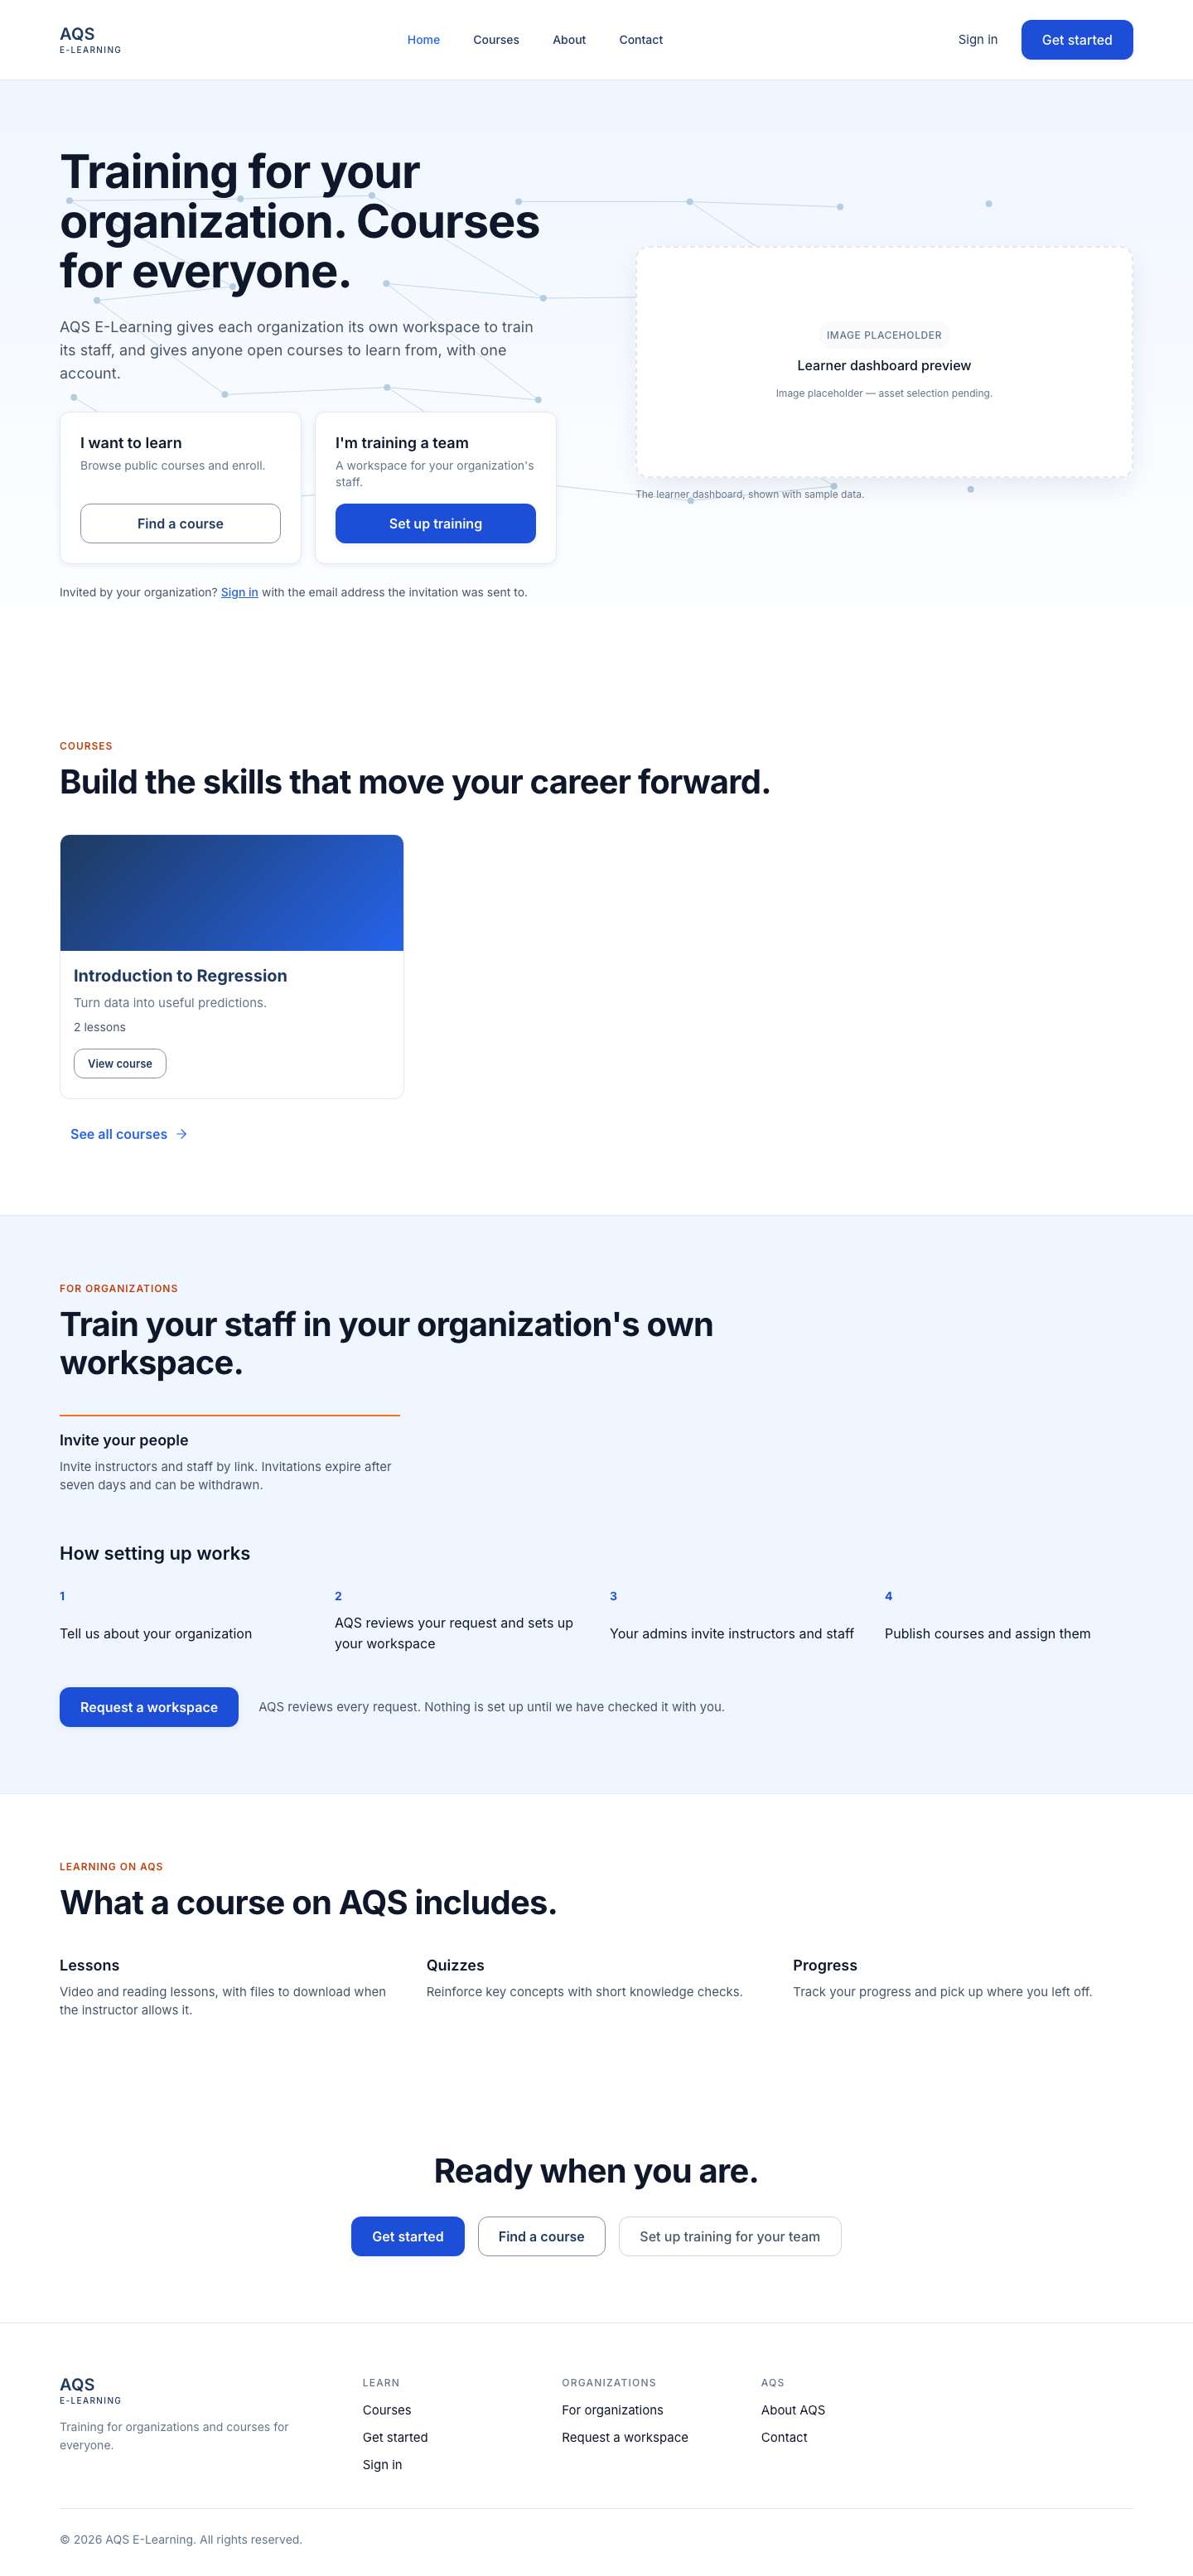 AQS
E-LEARNING
Home
Courses
About
Contact
Sign in
Get started
Training for your
organization. Courses
for everyone.
AQS E-Learning gives each organization its own workspace to train
its staff, and gives anyone open courses to learn from, with one
account.
I want to learn
Browse public courses and enroll.
Find a course
I'm training a team
A workspace for your organization's
staff.
Set up training
Invited by your organization? Sign in with the email address the invitation was sent to.
IMAGE PLACEHOLDER
Learner dashboard preview
Image placeholder — asset selection pending.
The learner dashboard, shown with sample data.
COURSES
Build the skills that move your career forward.
Introduction to Regression
Turn data into useful predictions.
2 lessons
View course
See all courses →
FOR ORGANIZATIONS
Train your staff in your organization's own
workspace.
Invite your people
Invite instructors and staff by link. Invitations expire after
seven days and can be withdrawn.
How setting up works
1
Tell us about your organization
2
AQS reviews your request and sets up
your workspace
3
Your admins invite instructors and staff
4
Publish courses and assign them
Request a workspace
AQS reviews every request. Nothing is set up until we have checked it with you.
LEARNING ON AQS
What a course on AQS includes.
Lessons
Video and reading lessons, with files to download when
the instructor allows it.
Quizzes
Reinforce key concepts with short knowledge checks.
Progress
Track your progress and pick up where you left off.
Ready when you are.
Get started
Find a course
Set up training for your team
AQS
E-LEARNING
Training for organizations and courses for
everyone.
LEARN
Courses
Get started
Sign in
ORGANIZATIONS
For organizations
Request a workspace
AQS
About AQS
Contact
© 2026 AQS E-Learning. All rights reserved.